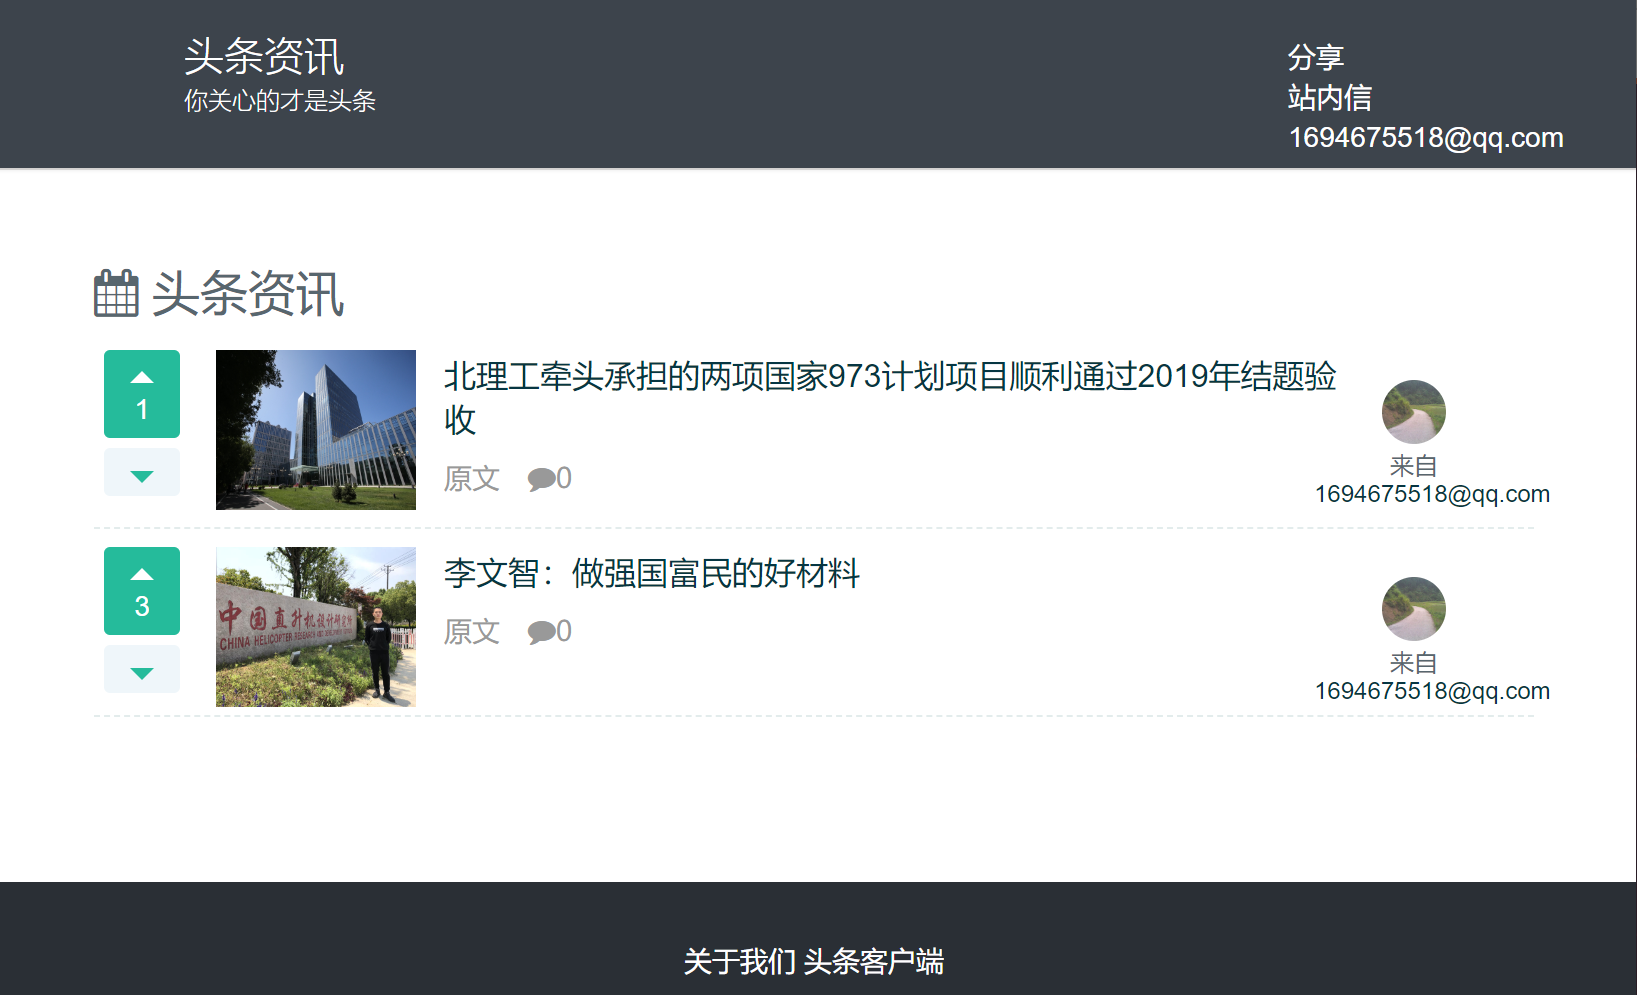 头条资讯
你关心的才是头条
分享
站内信
1694675518@qq.com
头条资讯
1
北理工牵头承担的两项国家973计划项目顺利通过2019年结题验
收
原文 0
来自
1694675518@qq.com
3
中国直升机设计研究所
CHINA HELICOPTER RESEARCH AND DEVELOPMENT
李文智：做强国富民的好材料
原文 0
来自
1694675518@qq.com
关于我们 头条客户端